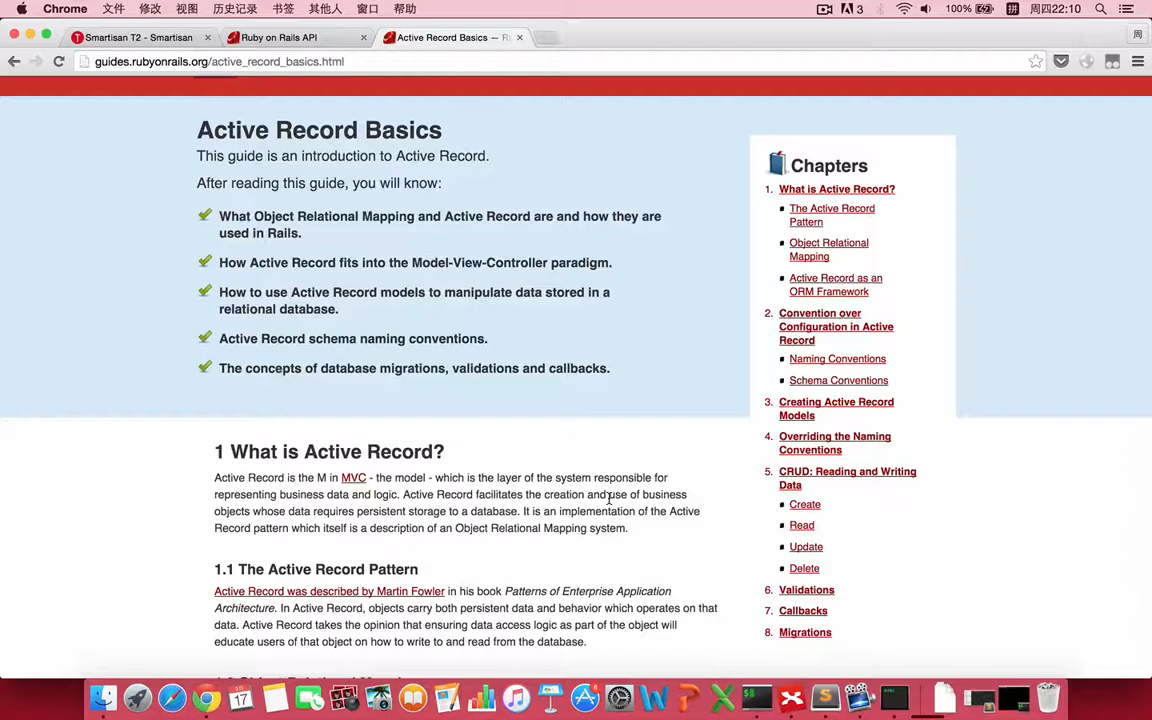 Chrome 文件 修改 视图 历史记录 书签 其他人 窗口 帮助 3 100% 拼 周四22:10
Smartisan T2 - Smartisan × Ruby on Rails API × Active Record Basics — × 周
guides.rubyonrails.org/active_record_basics.html
Active Record Basics
This guide is an introduction to Active Record.
After reading this guide, you will know:
What Object Relational Mapping and Active Record are and how they are
used in Rails.
How Active Record fits into the Model-View-Controller paradigm.
How to use Active Record models to manipulate data stored in a
relational database.
Active Record schema naming conventions.
The concepts of database migrations, validations and callbacks.
1 What is Active Record?
Active Record is the M in MVC - the model - which is the layer of the system responsible for
representing business data and logic. Active Record facilitates the creation and use of business
objects whose data requires persistent storage to a database. It is an implementation of the Active
Record pattern which itself is a description of an Object Relational Mapping system.
1.1 The Active Record Pattern
Active Record was described by Martin Fowler in his book Patterns of Enterprise Application
Architecture. In Active Record, objects carry both persistent data and behavior which operates on that
data. Active Record takes the opinion that ensuring data access logic as part of the object will
educate users of that object on how to write to and read from the database.
Chapters
1. What is Active Record?
The Active Record
Pattern
Object Relational
Mapping
Active Record as an
ORM Framework
2. Convention over
Configuration in Active
Record
Naming Conventions
Schema Conventions
3. Creating Active Record
Models
4. Overriding the Naming
Conventions
5. CRUD: Reading and Writing
Data
Create
Read
Update
Delete
6. Validations
7. Callbacks
8. Migrations
17